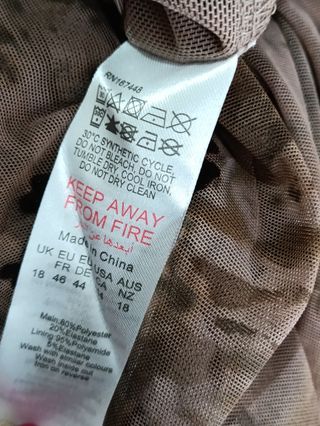 RN167448
30°C SYNTHETIC CYCLE,
DO NOT BLEACH, DO NOT
TUMBLE DRY, COOL IRON,
DO NOT DRY CLEAN
KEEP AWAY
FROM FIRE
أبعدها عن النار
Made in China
UK EU EU USA AUS
FR DE CA NZ
18 46 44 18
Main: 80%Polyester
20%Elastane
Lining 95%Polyamide
5%Elastane
Wash with similar colours
Wash and Iron inside out